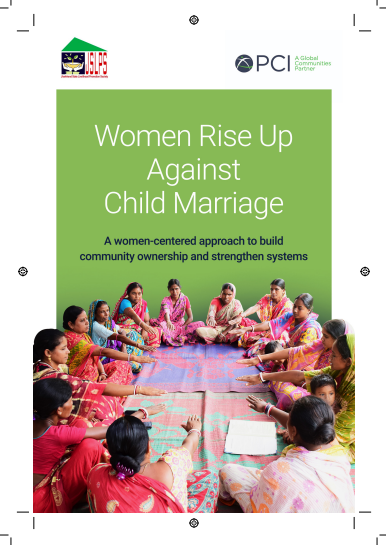 JSLPS
PCI
A Global
Communities
Partner
Women Rise Up
Against
Child Marriage
A women-centered approach to build
community ownership and strengthen systems